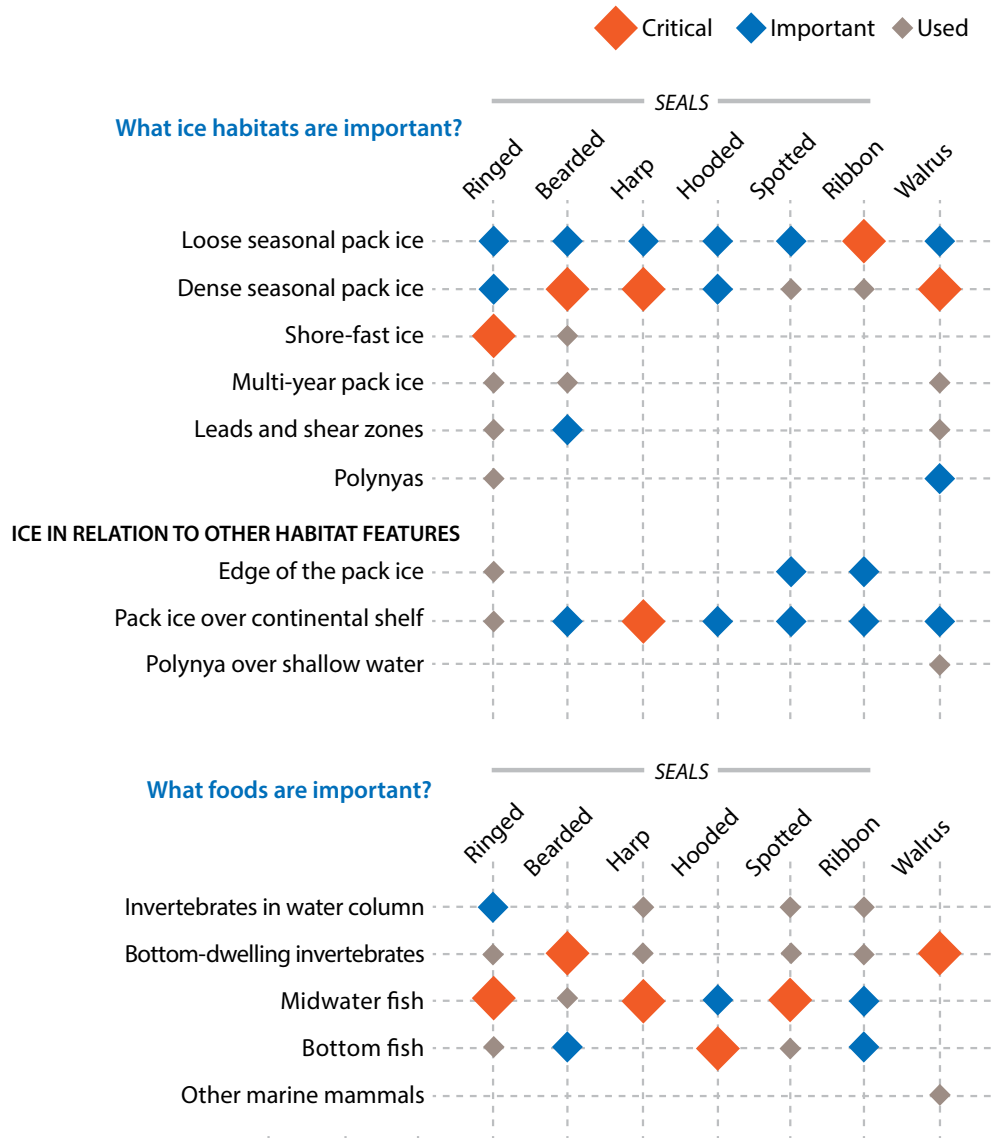 Critical Important Used
SEALS
What ice habitats are important?
Ringed Bearded Harp Hooded Spotted Ribbon Walrus
Loose seasonal pack ice
Dense seasonal pack ice
Shore-fast ice
Multi-year pack ice
Leads and shear zones
Polynyas
ICE IN RELATION TO OTHER HABITAT FEATURES
Edge of the pack ice
Pack ice over continental shelf
Polynya over shallow water
SEALS
What foods are important?
Ringed Bearded Harp Hooded Spotted Ribbon Walrus
Invertebrates in water column
Bottom-dwelling invertebrates
Midwater fish
Bottom fish
Other marine mammals